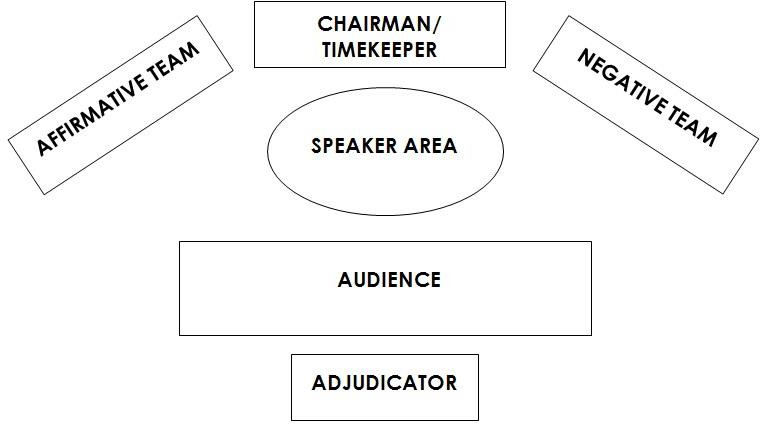 CHAIRMAN/
TIMEKEEPER
AFFIRMATIVE TEAM
NEGATIVE TEAM
SPEAKER AREA
AUDIENCE
ADJUDICATOR